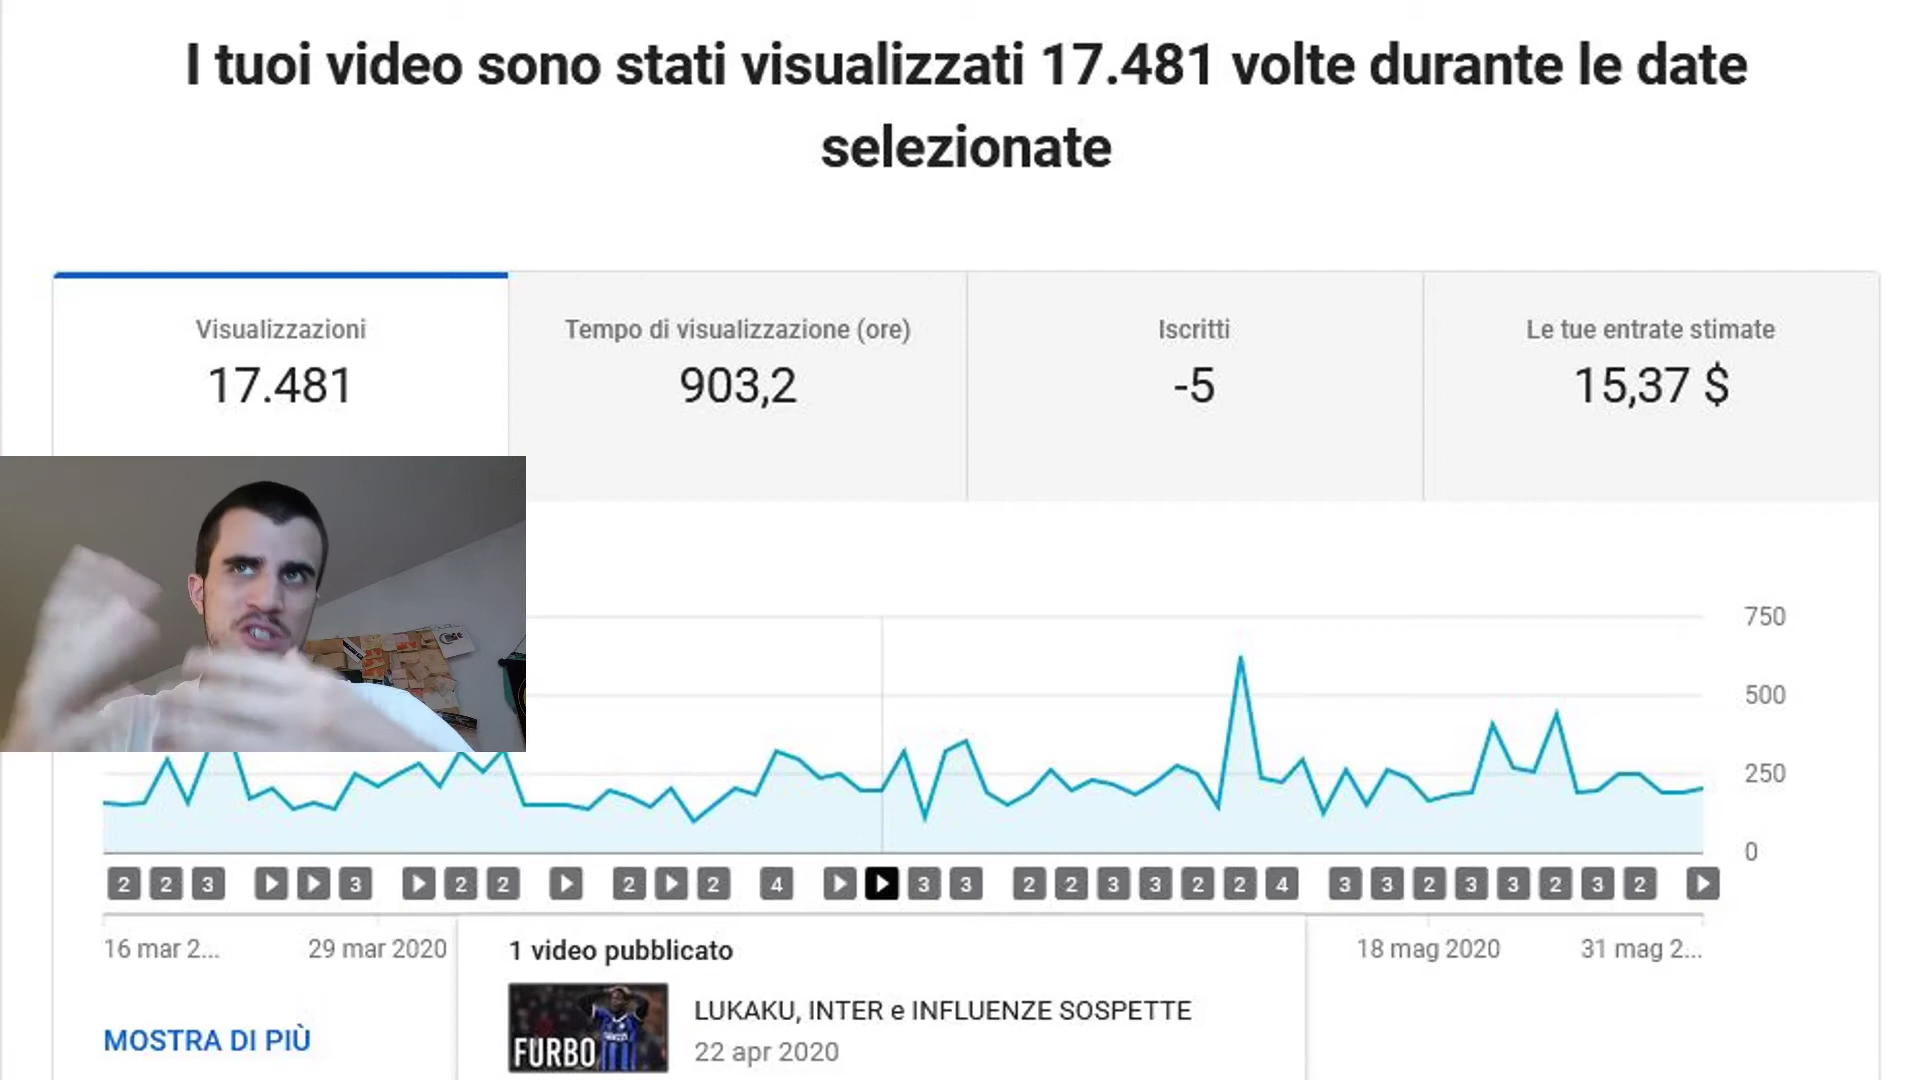 I tuoi video sono stati visualizzati 17.481 volte durante le date
selezionate
Visualizzazioni
17.481
Tempo di visualizzazione (ore)
903,2
Iscritti
-5
Le tue entrate stimate
15,37 $
750
500
250
0
2 2 3 3 2 2 2 2 4 3 3 2 2 3 3 2 2 4 3 3 2 3 3 2 3 2
16 mar 2...
29 mar 2020
18 mag 2020
31 mag 2...
1 video pubblicato
FURBO
LUKAKU, INTER e INFLUENZE SOSPETTE
22 apr 2020
MOSTRA DI PIÙ